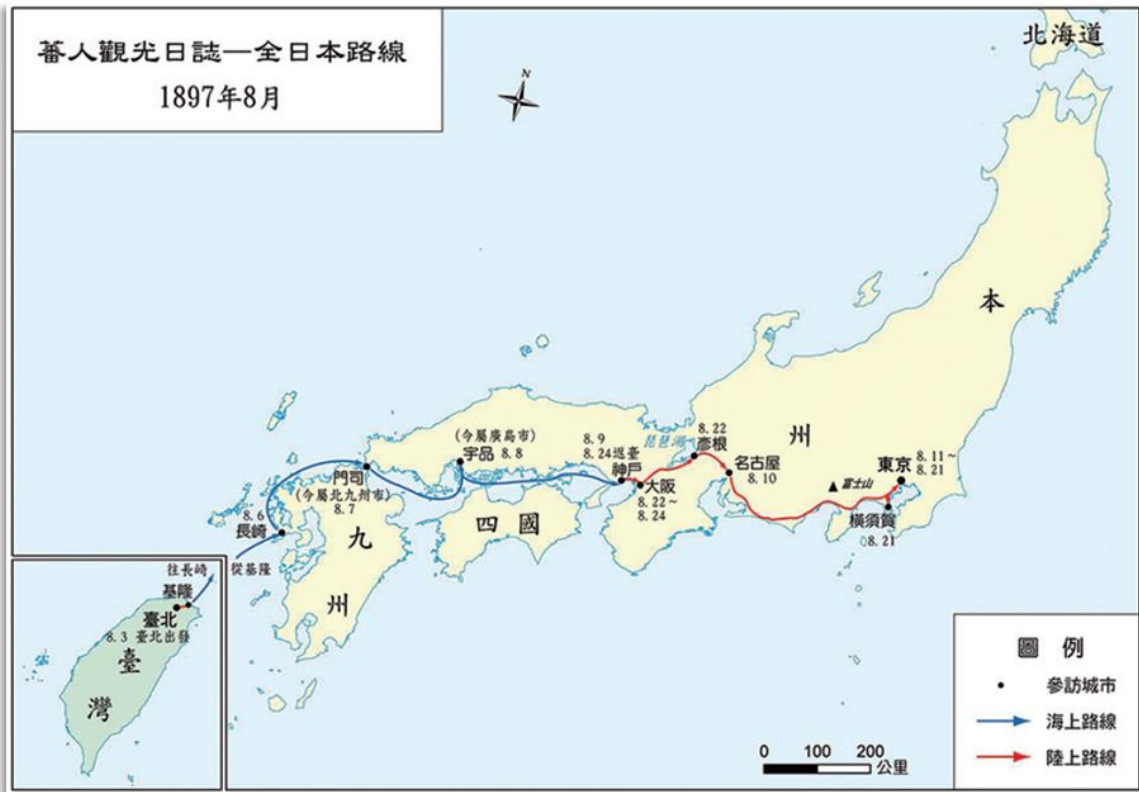 蕃人觀光日誌—全日本路線
1897年8月
N
北海道
本
州
(今屬廣島市)
宇品 8.8
8.9
8.24 返臺
神戶
大阪
8.22~
8.24
琵琶湖
8.22
彥根
名古屋
8.10
富士山
東京
8.11~
8.21
橫須賀
8.21
門司
(今屬北九州市)
8.7
8.6
長崎
九
州
四國
往長崎
從基隆
基隆
臺北
8.3 臺北出發
臺
灣
圖 例
參訪城市
海上路線
陸上路線
0 100 200
公里